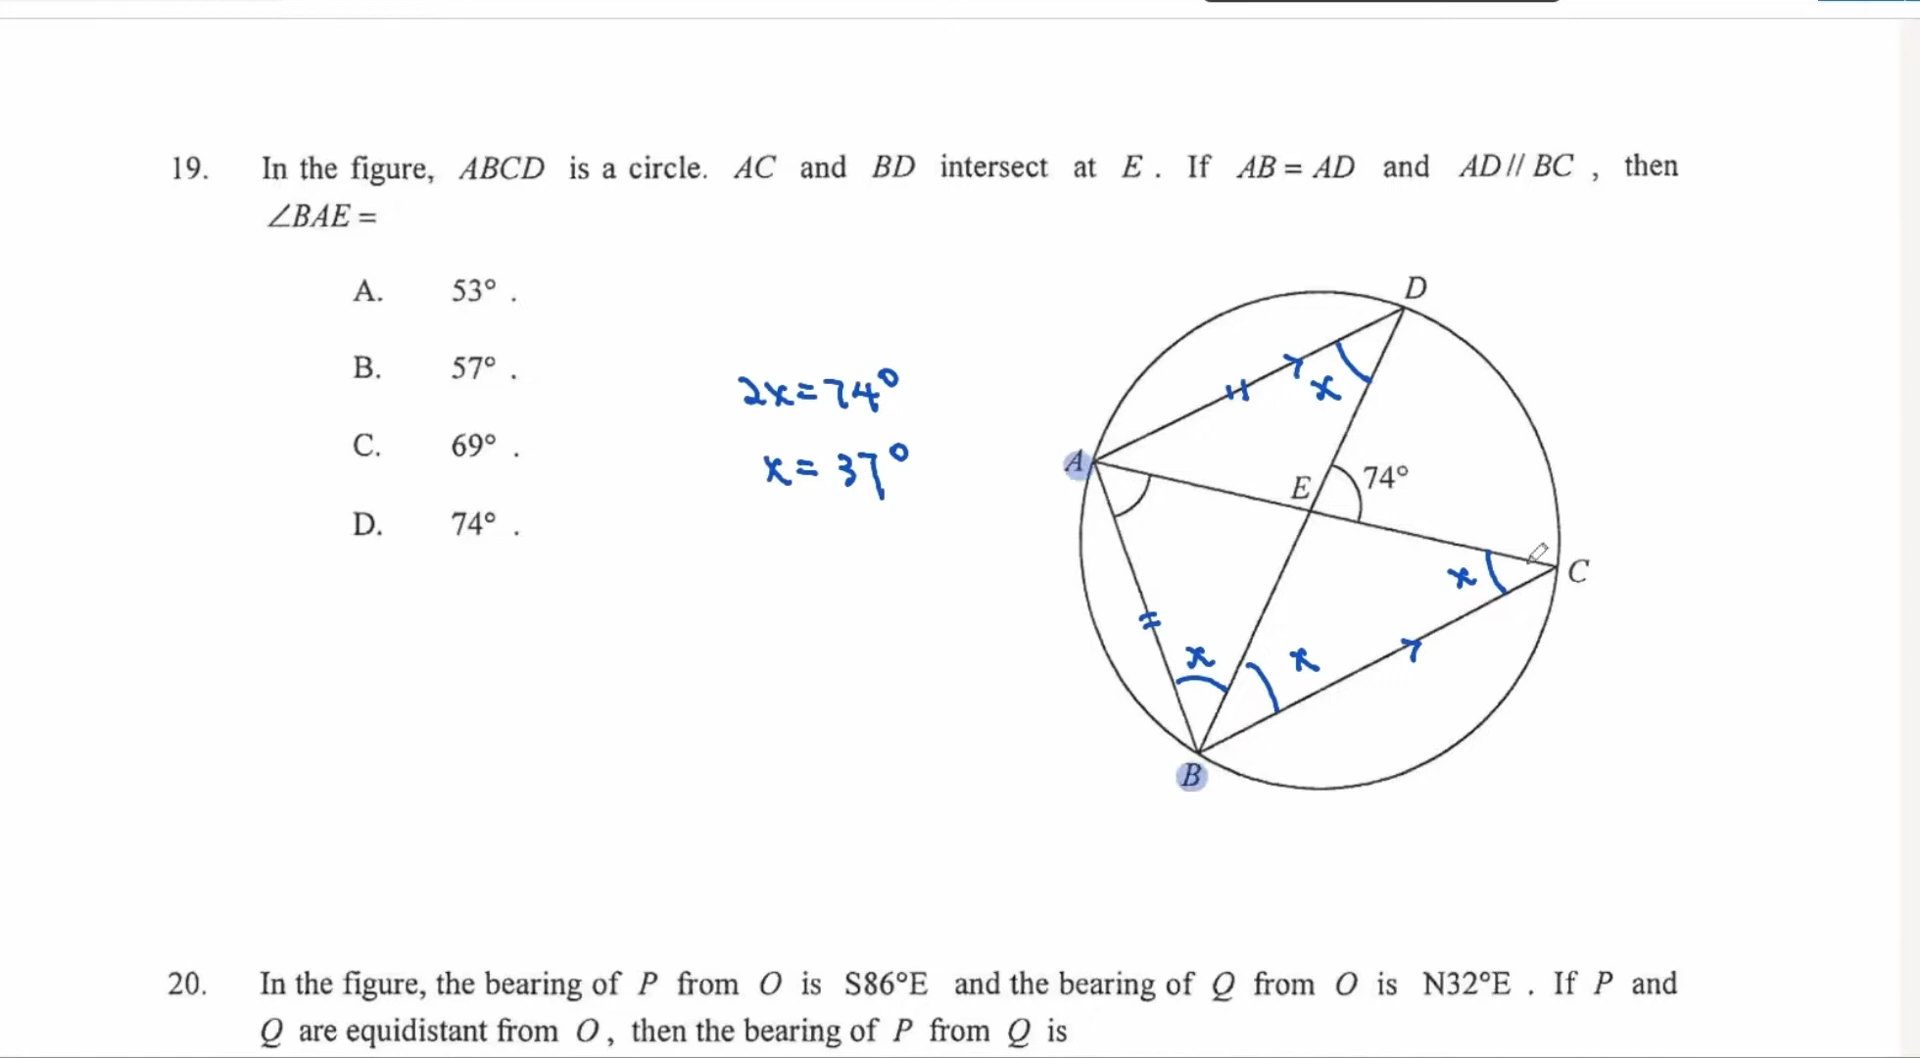 19. In the figure, ABCD is a circle. AC and BD intersect at E . If AB = AD and AD // BC , then
∠BAE =
A. 53° .
B. 57° .
C. 69° .
D. 74° .
2x=74°
x=37°
D
x
A
E
74°
x
C
x
x
B
20. In the figure, the bearing of P from O is S86°E and the bearing of Q from O is N32°E . If P and
Q are equidistant from O , then the bearing of P from Q is